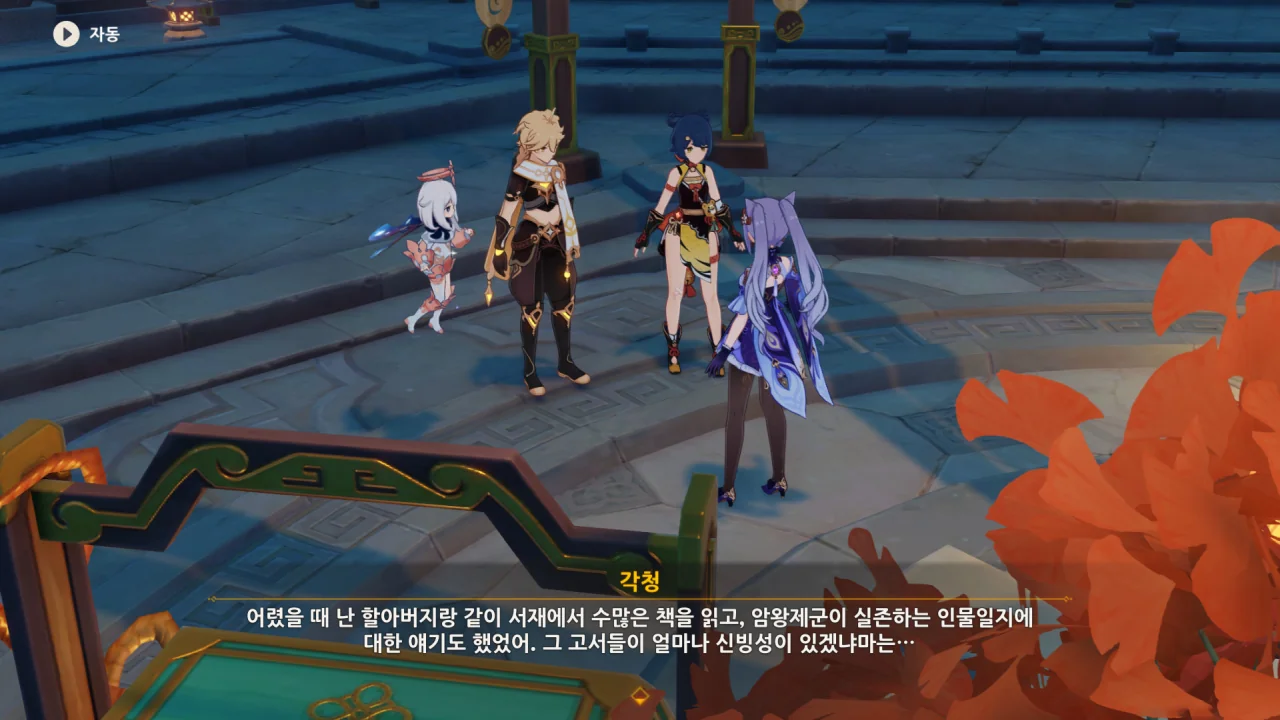 자동
각청
어렸을 때 난 할아버지랑 같이 서재에서 수많은 책을 읽고, 암왕제군이 실존하는 인물일지에
대한 얘기도 했었어. 그 고서들이 얼마나 신빙성이 있겠냐마는…